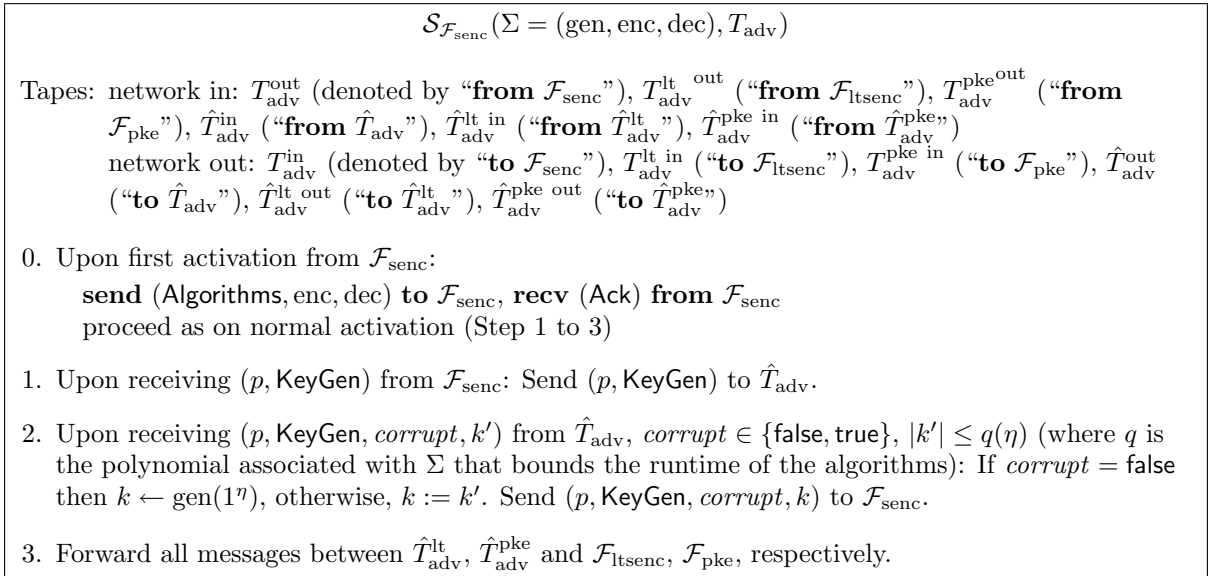 𝒮_{ℱ_senc}(Σ = (gen, enc, dec), T_adv)
Tapes: network in: T_adv^out (denoted by “from ℱ_senc”), T_adv^lt ^out (“from ℱ_ltsenc”), T_adv^pke^out (“from
ℱ_pke”), T̂_adv^in (“from T̂_adv”), T̂_adv^lt in (“from T̂_adv^lt”), T̂_adv^pke in (“from T̂_adv^pke”)
network out: T_adv^in (denoted by “to ℱ_senc”), T_adv^lt in (“to ℱ_ltsenc”), T_adv^pke in (“to ℱ_pke”), T̂_adv^out
(“to T̂_adv”), T̂_adv^lt out (“to T̂_adv^lt”), T̂_adv^pke out (“to T̂_adv^pke”)
0. Upon first activation from ℱ_senc:
send (Algorithms, enc, dec) to ℱ_senc, recv (Ack) from ℱ_senc
proceed as on normal activation (Step 1 to 3)
1. Upon receiving (p, KeyGen) from ℱ_senc: Send (p, KeyGen) to T̂_adv.
2. Upon receiving (p, KeyGen, corrupt, k′) from T̂_adv, corrupt ∈ {false, true}, |k′| ≤ q(η) (where q is
the polynomial associated with Σ that bounds the runtime of the algorithms): If corrupt = false
then k ← gen(1^η), otherwise, k := k′. Send (p, KeyGen, corrupt, k) to ℱ_senc.
3. Forward all messages between T̂_adv^lt, T̂_adv^pke and ℱ_ltsenc, ℱ_pke, respectively.